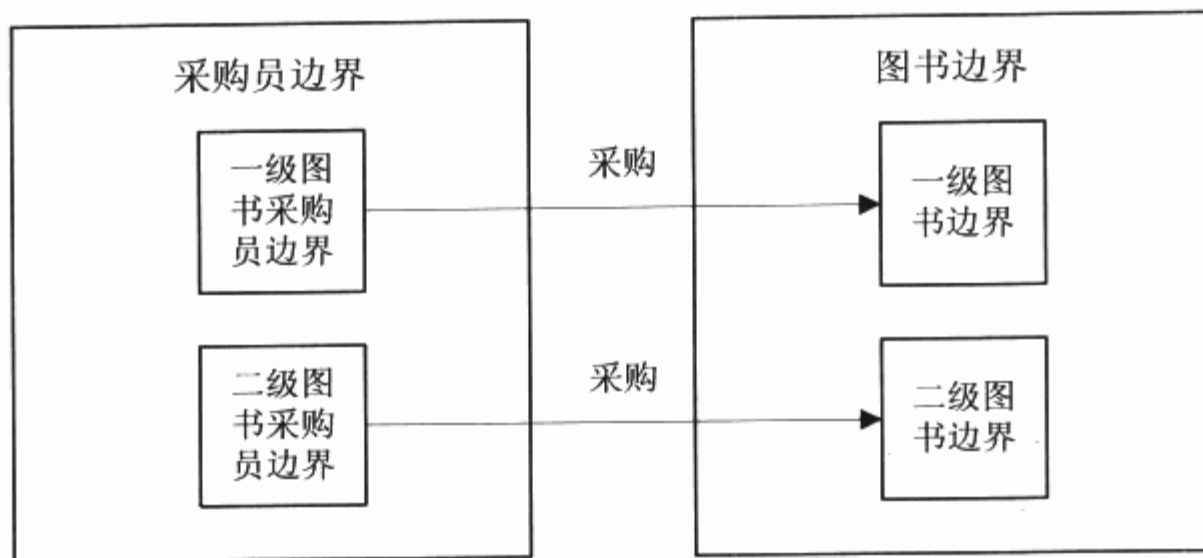 采购员边界
图书边界
一级图
书采购
员边界
采购
一级图
书边界
二级图
书采购
员边界
采购
二级图
书边界